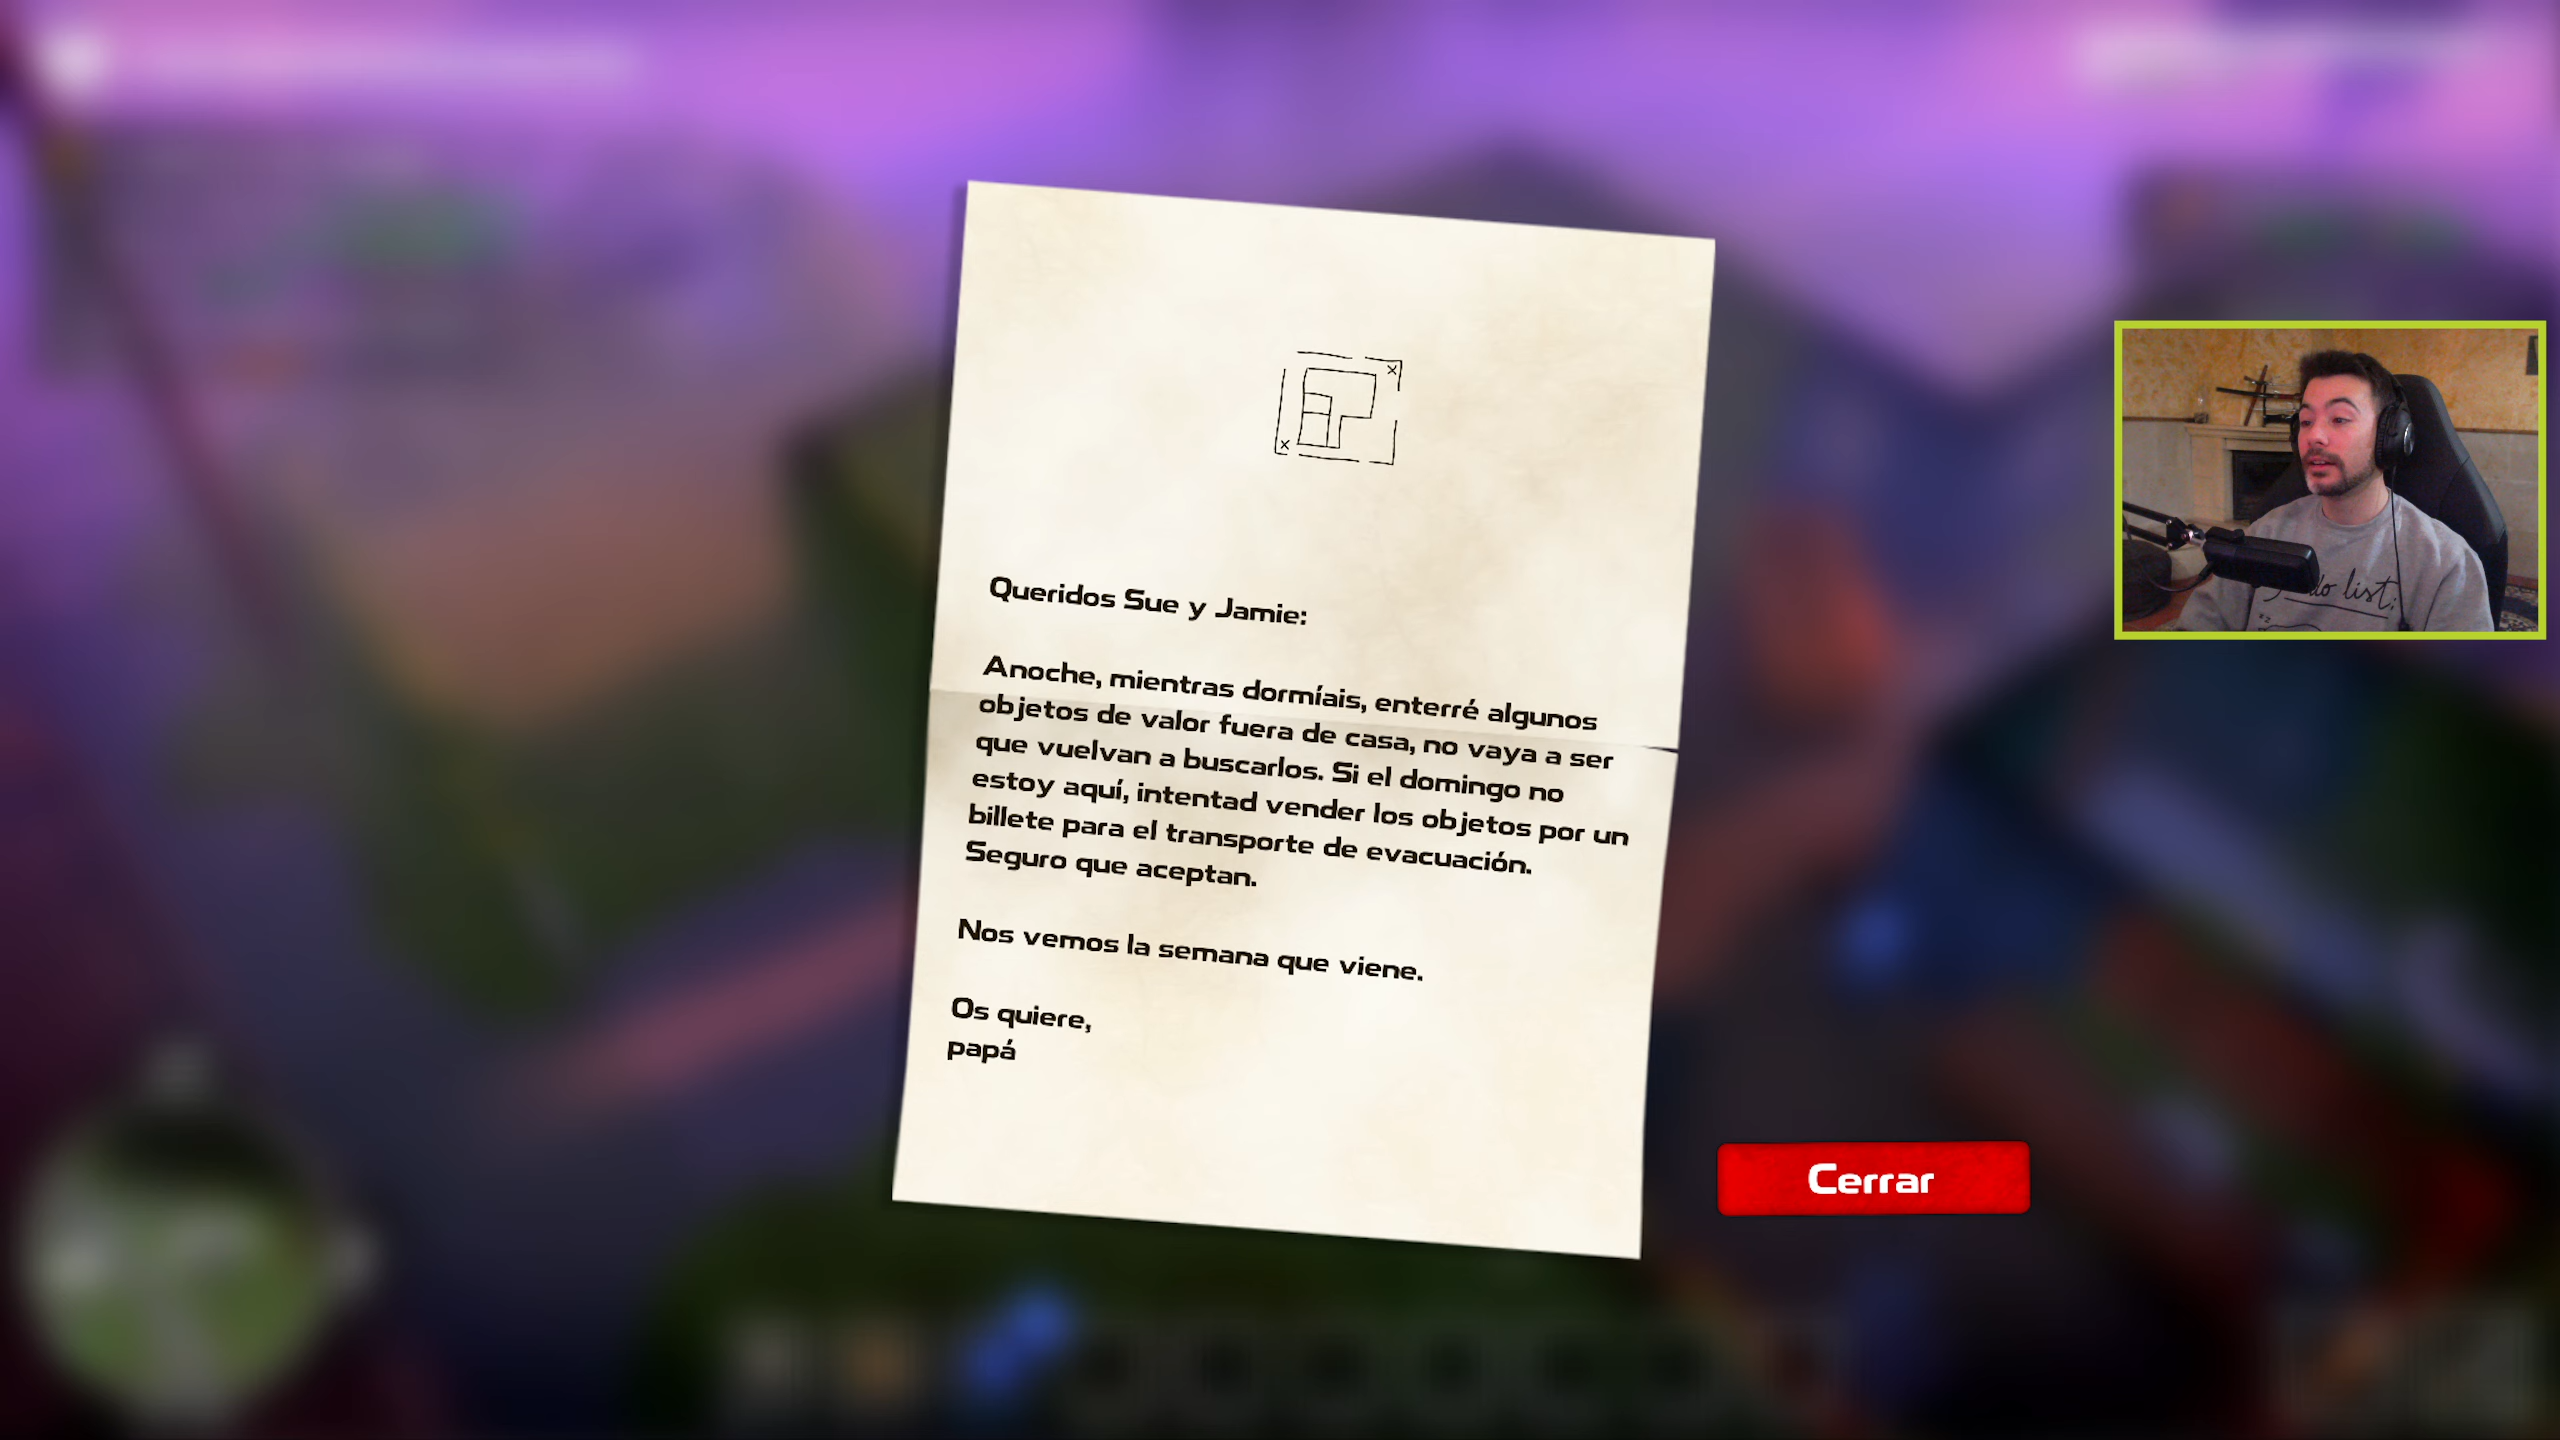 Queridos Sue y Jamie:
Anoche, mientras dormíais, enterré algunos
objetos de valor fuera de casa, no vaya a ser
que vuelvan a buscarlos. Si el domingo no
estoy aquí, intentad vender los objetos por un
billete para el transporte de evacuación.
Seguro que aceptan.
Nos vemos la semana que viene.
Os quiere,
papá
Cerrar
do list;